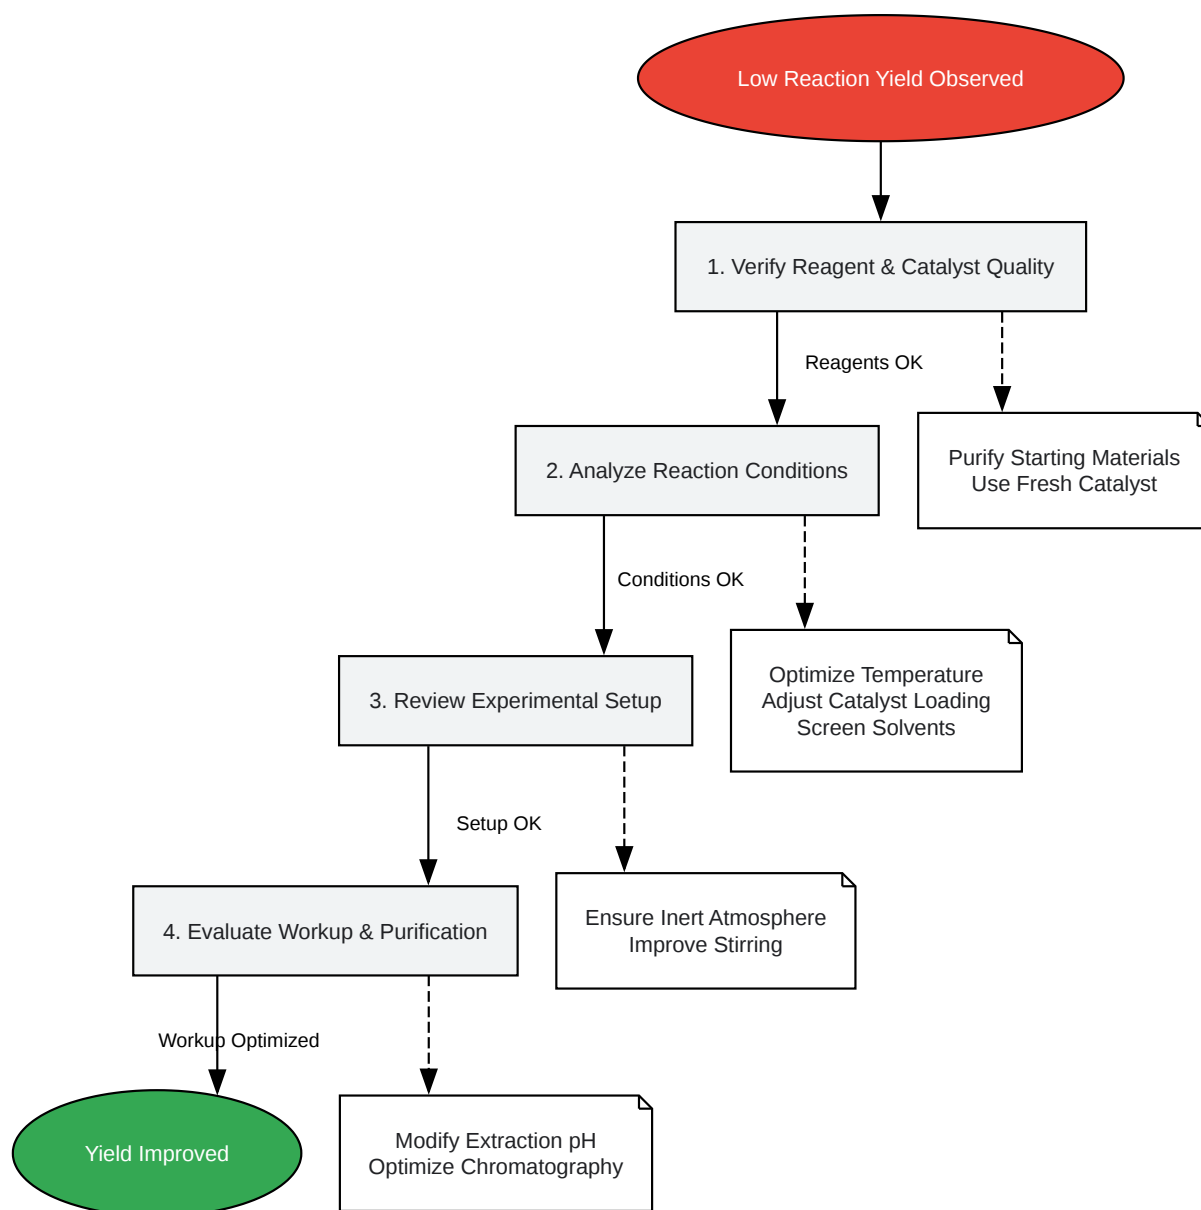 Low Reaction Yield Observed
1. Verify Reagent & Catalyst Quality
Reagents OK
Purify Starting Materials
Use Fresh Catalyst
2. Analyze Reaction Conditions
Conditions OK
Optimize Temperature
Adjust Catalyst Loading
Screen Solvents
3. Review Experimental Setup
Setup OK
Ensure Inert Atmosphere
Improve Stirring
4. Evaluate Workup & Purification
Workup Optimized
Yield Improved
Modify Extraction pH
Optimize Chromatography